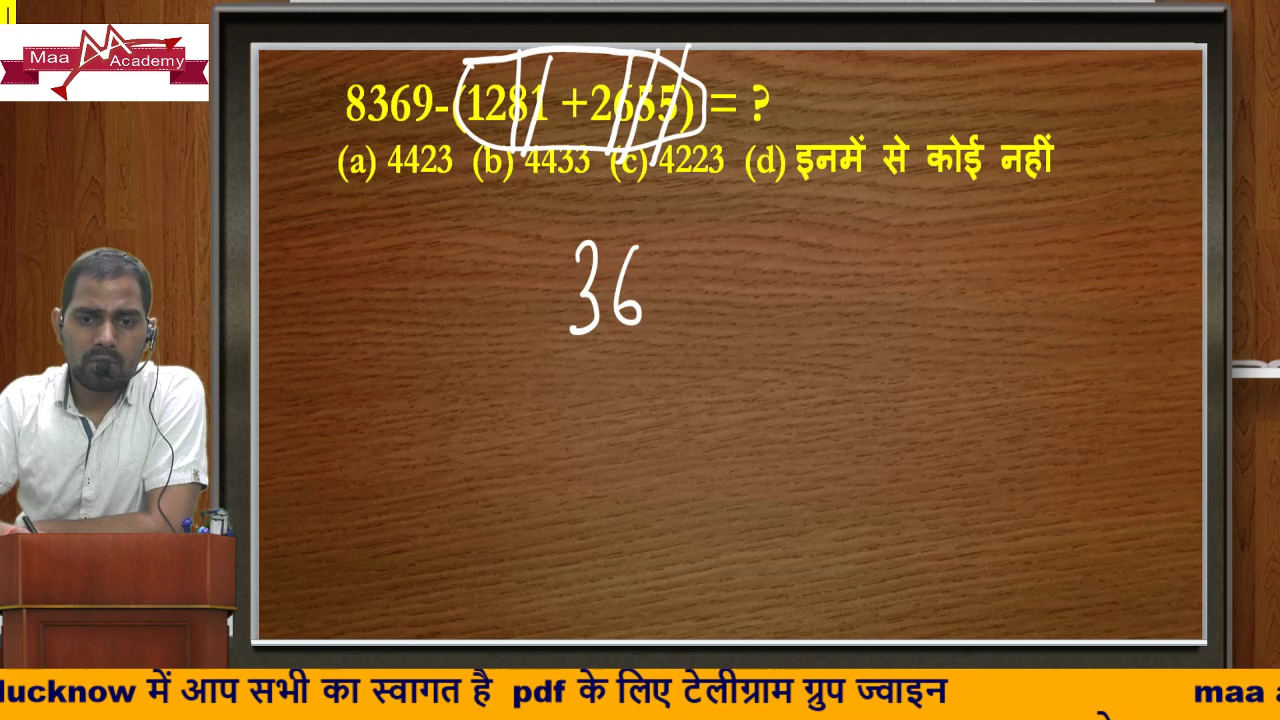 Maa Academy
8369-(1281 +2655) = ?
(a) 4423 (b) 4433 (c) 4223 (d) इनमें से कोई नहीं
36
lucknow में आप सभी का स्वागत है pdf के लिए टेलीग्राम ग्रुप ज्वाइन maa